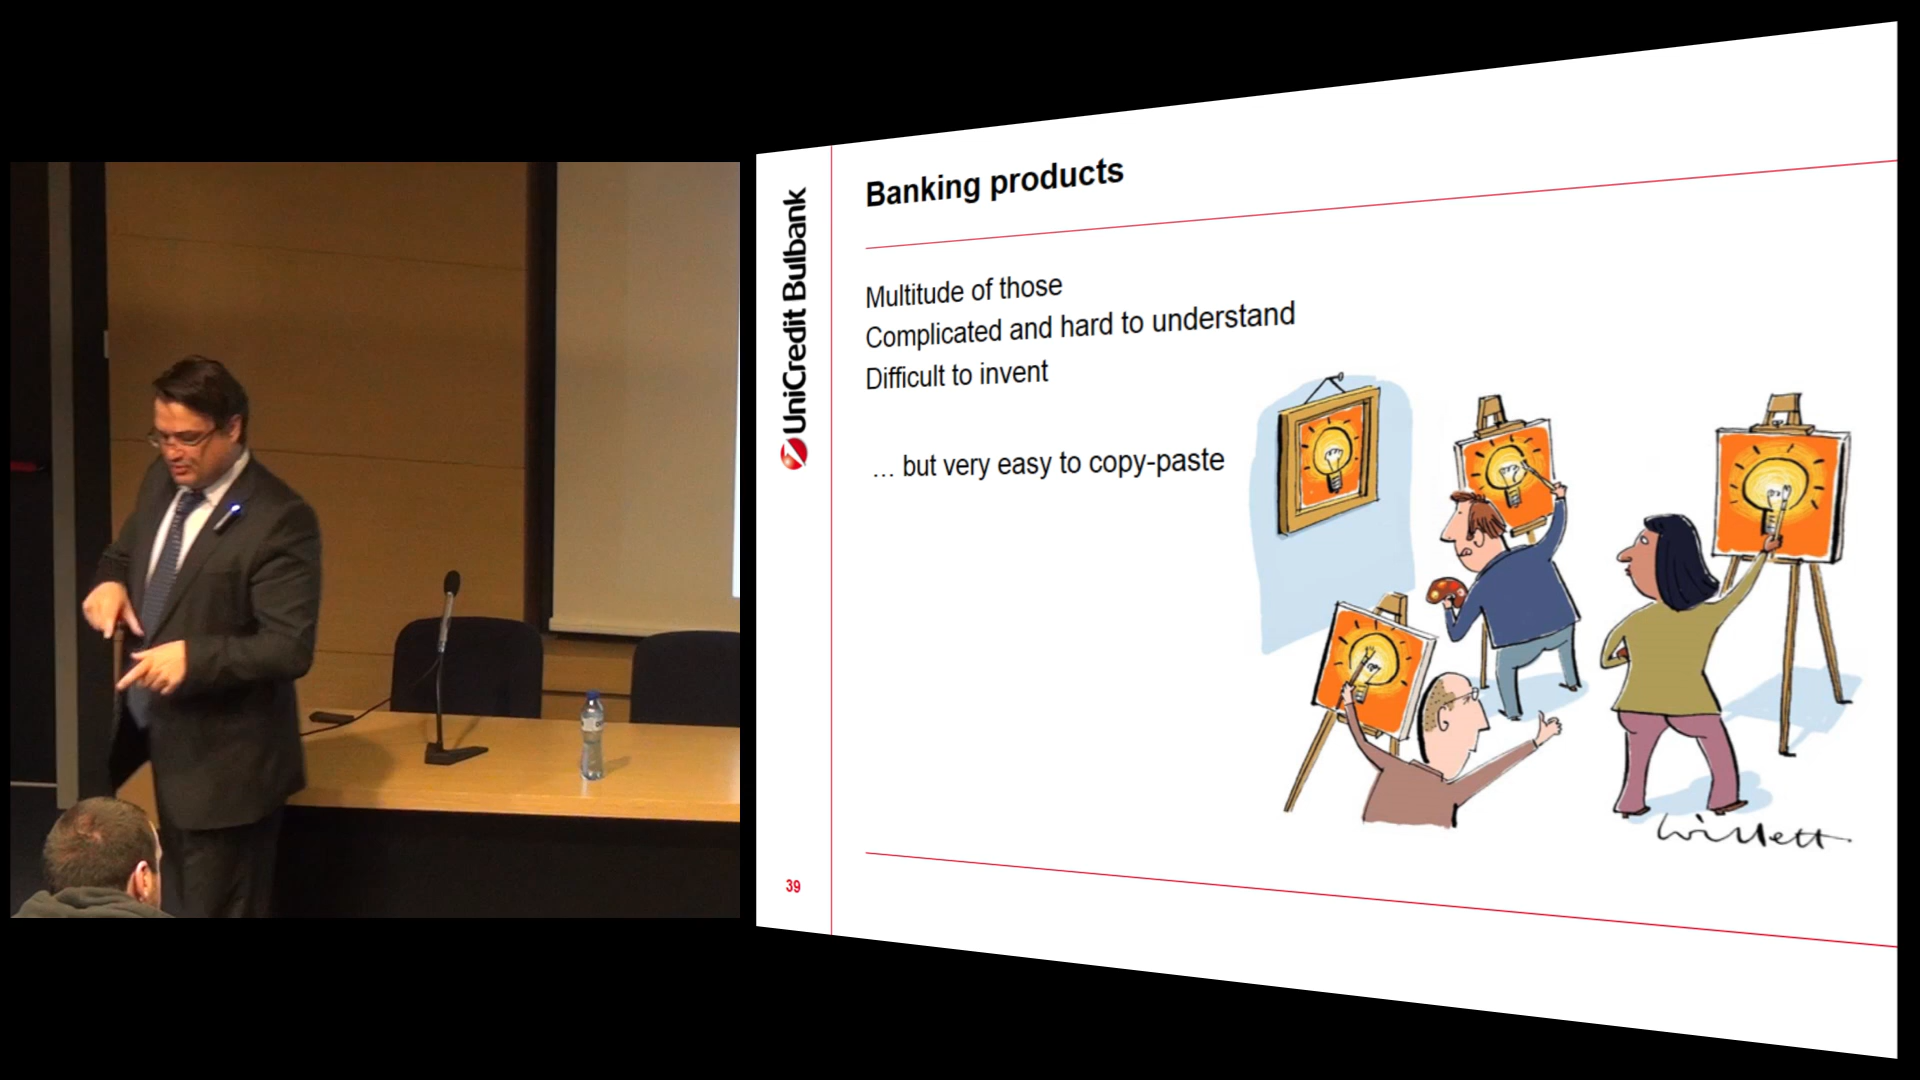 UniCredit Bulbank
Banking products
Multitude of those
Complicated and hard to understand
Difficult to invent
... but very easy to copy-paste
Willett
39